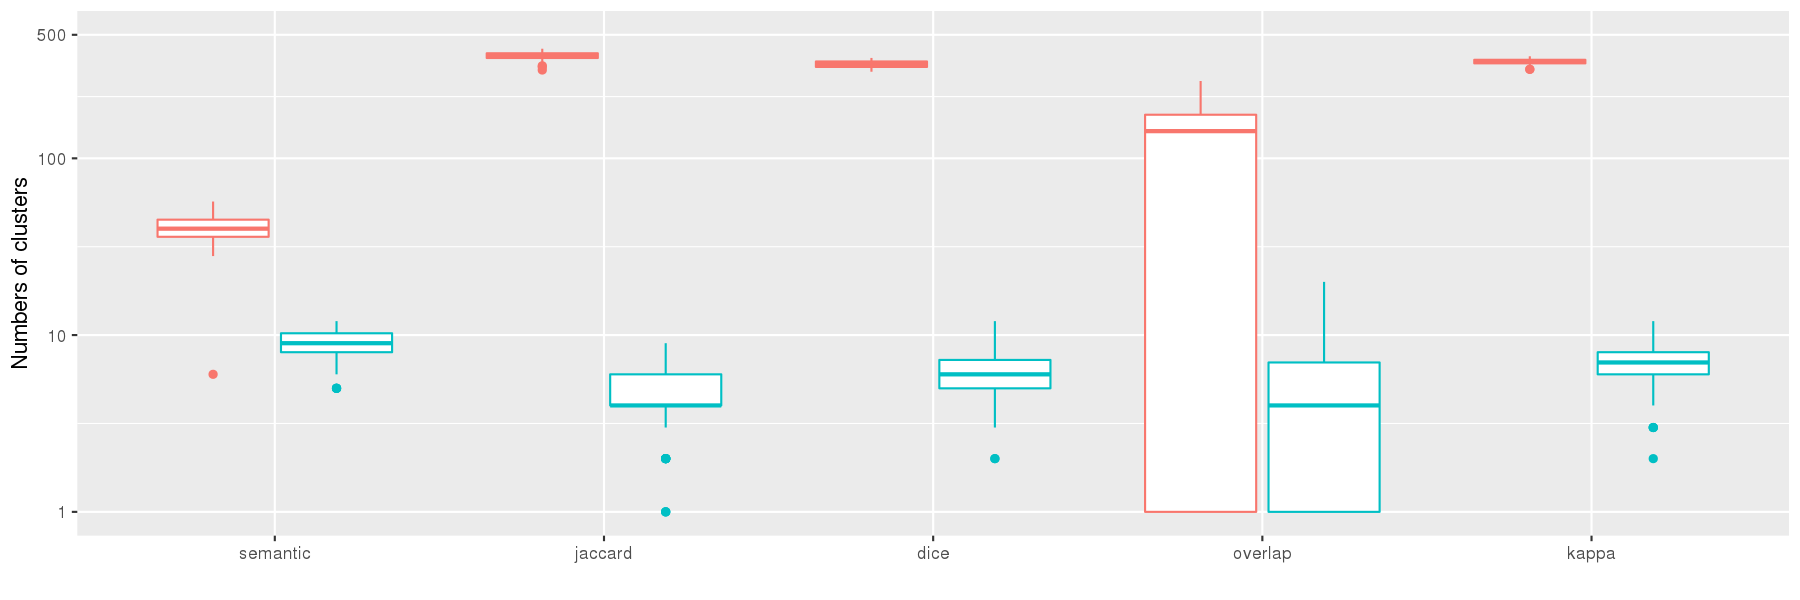 Numbers of clusters
500
100
10
1
semantic
jaccard
dice
overlap
kappa